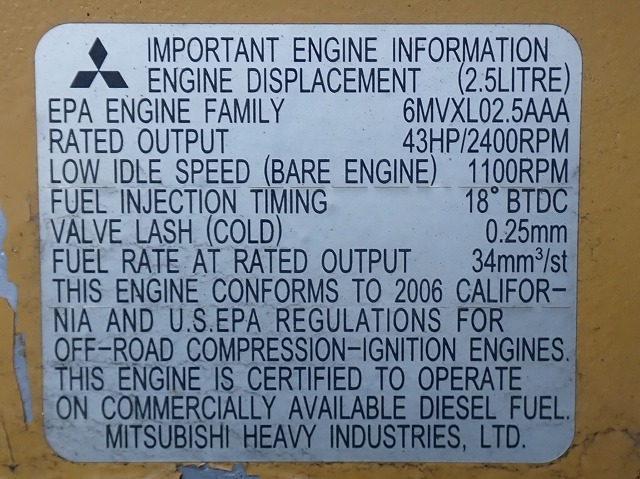 IMPORTANT ENGINE INFORMATION
ENGINE DISPLACEMENT (2.5LITRE)
EPA ENGINE FAMILY 6MVXL02.5AAA
RATED OUTPUT 43HP/2400RPM
LOW IDLE SPEED (BARE ENGINE) 1100RPM
FUEL INJECTION TIMING 18° BTDC
VALVE LASH (COLD) 0.25mm
FUEL RATE AT RATED OUTPUT 34mm³/st
THIS ENGINE CONFORMS TO 2006 CALIFOR-
NIA AND U.S.EPA REGULATIONS FOR
OFF-ROAD COMPRESSION-IGNITION ENGINES.
THIS ENGINE IS CERTIFIED TO OPERATE
ON COMMERCIALLY AVAILABLE DIESEL FUEL.
MITSUBISHI HEAVY INDUSTRIES, LTD.